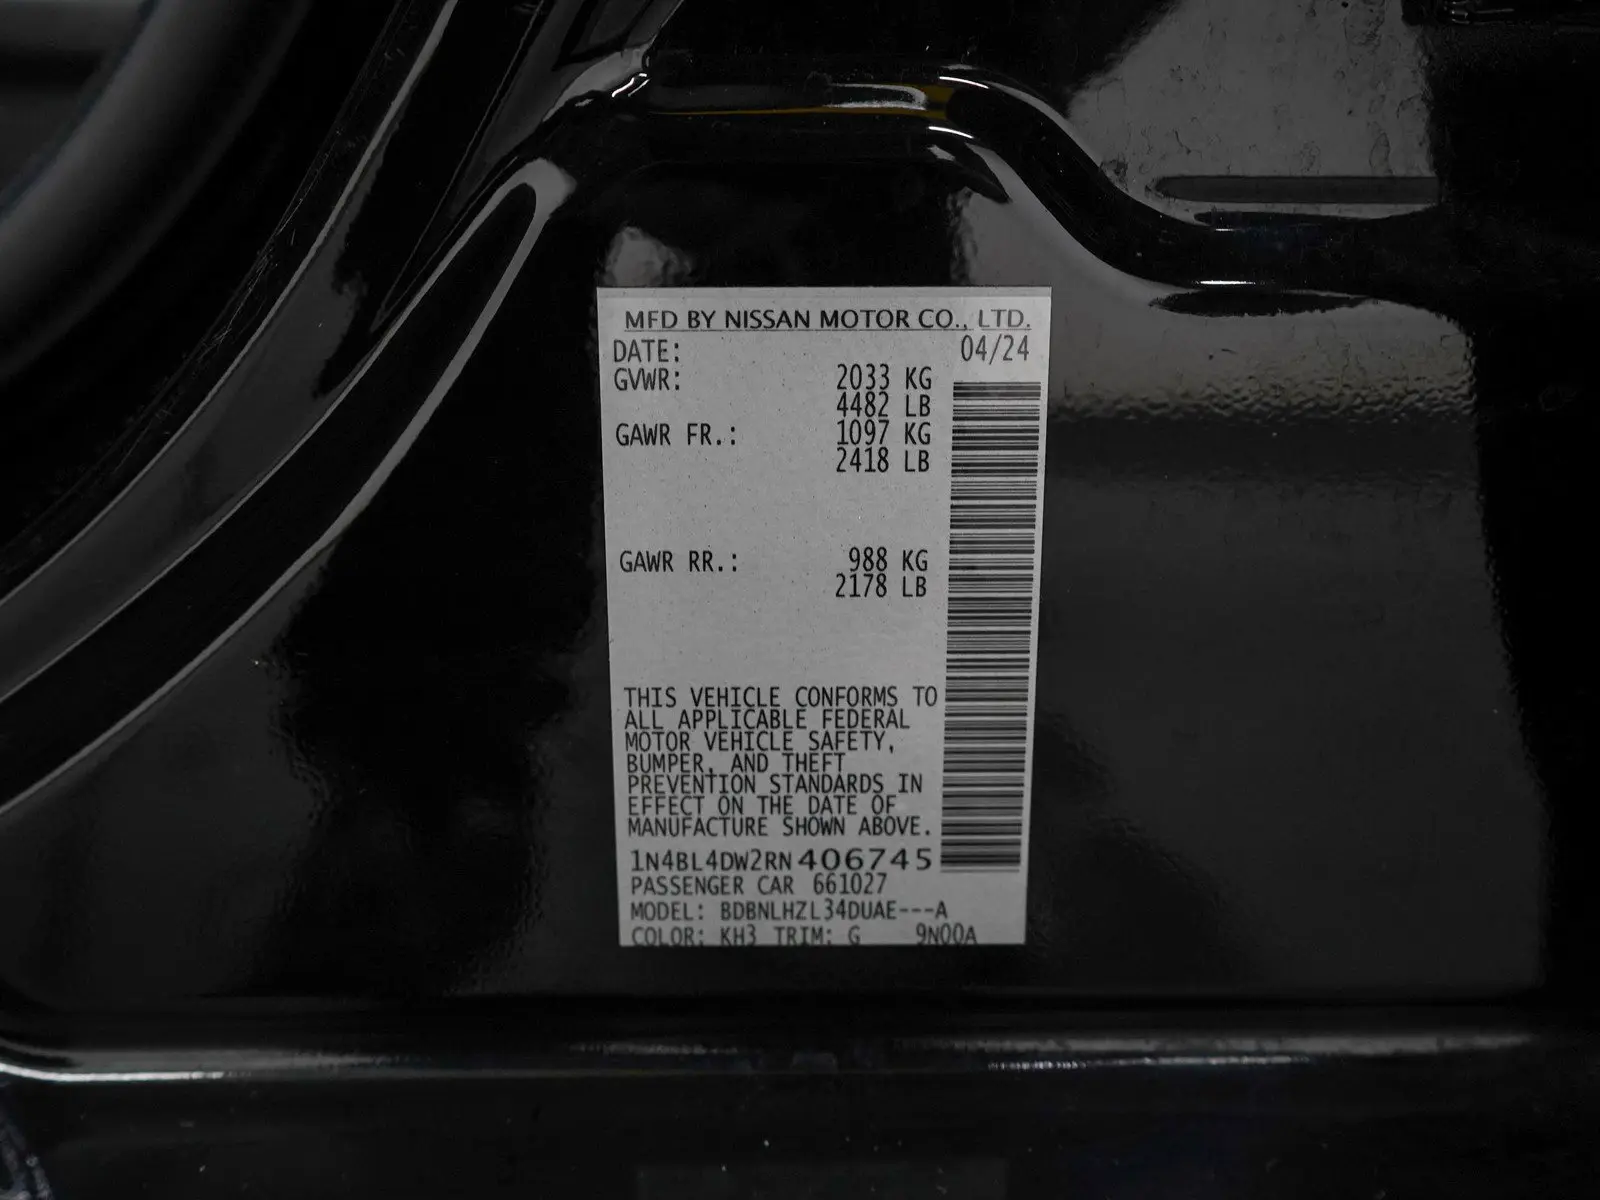 MFD BY NISSAN MOTOR CO., LTD.
DATE: 04/24
GVWR: 2033 KG
4482 LB
GAWR FR.: 1097 KG
2418 LB
GAWR RR.: 988 KG
2178 LB
THIS VEHICLE CONFORMS TO
ALL APPLICABLE FEDERAL
MOTOR VEHICLE SAFETY,
BUMPER, AND THEFT
PREVENTION STANDARDS IN
EFFECT ON THE DATE OF
MANUFACTURE SHOWN ABOVE.
1N4BL4DW2RN406745
PASSENGER CAR 661027
MODEL: BDBNLHZL34DUAE---A
COLOR: KH3 TRIM: G 9N00A